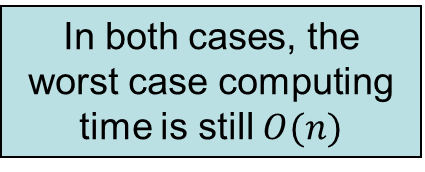 In both cases, the
worst case computing
time is still O(n)